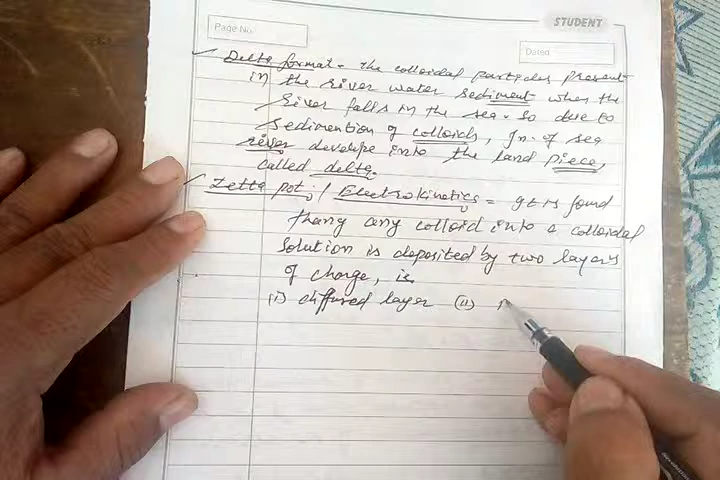 STUDENT
Page No.
Dated
Delta format = The colloidal particles present
in the river water sediment when the
river falls in the sea. So due to
sedimention of colloids, Jn. of sea
river develope into the land piece,
called delta.
Zetta pot. / Electrokinetics = It is found
thany any colloid into a colloidal
solution is deposited by two layers
of charge, is.
(i) diffused layer (ii)